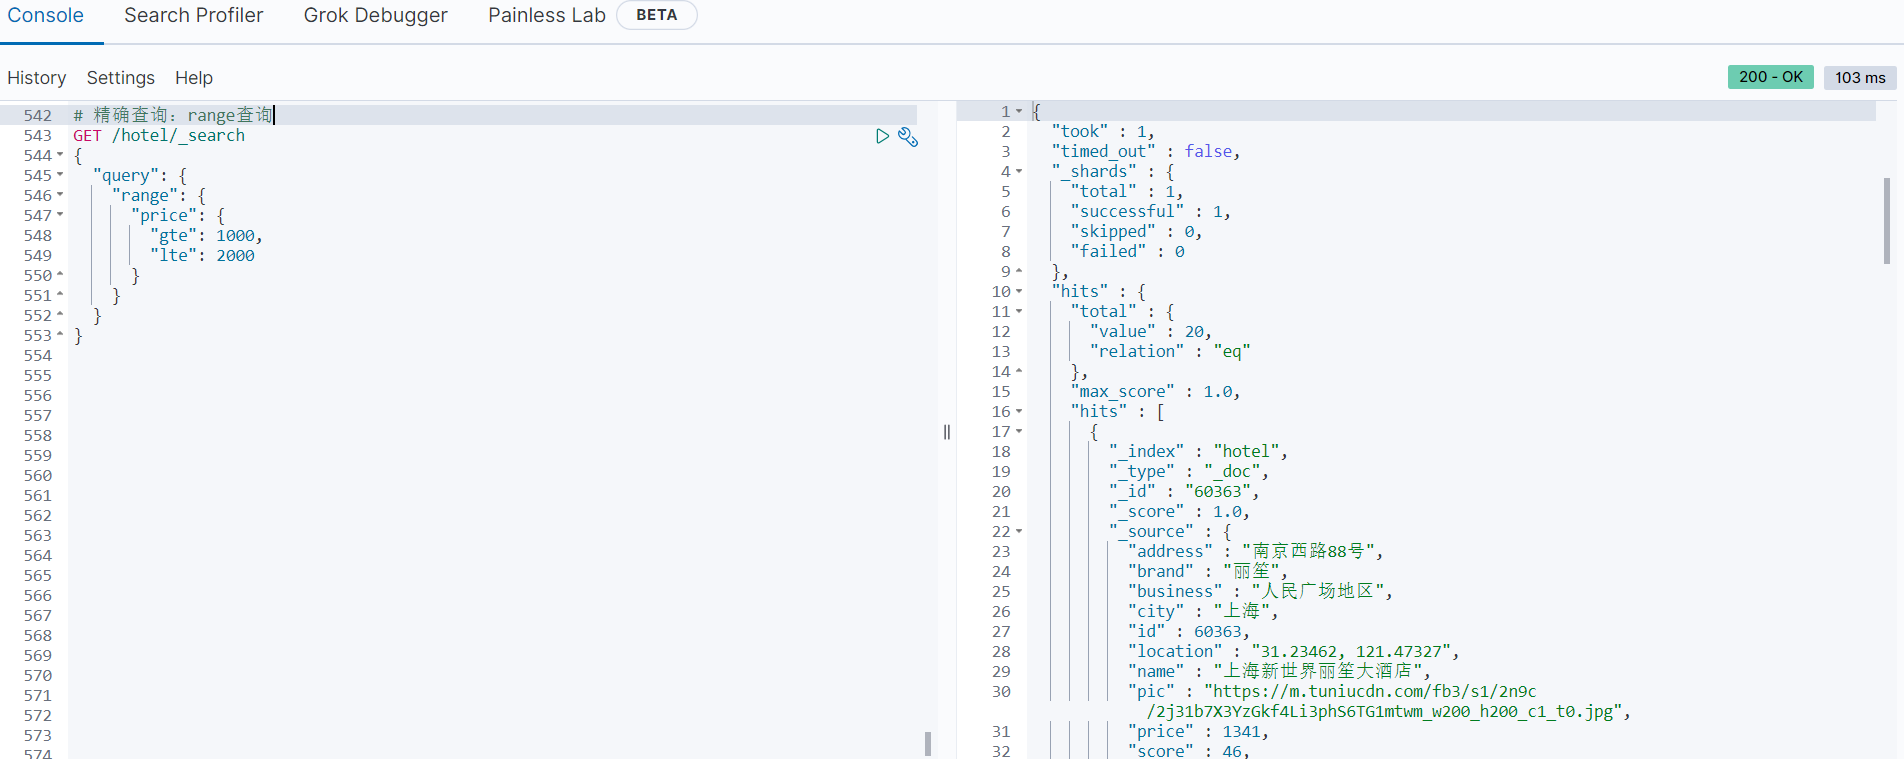 Console Search Profiler Grok Debugger Painless Lab BETA
History Settings Help
200 - OK 103 ms
542 # 精确查询：range查询
543 GET /hotel/_search
544 {
545 "query": {
546 "range": {
547 "price": {
548 "gte": 1000,
549 "lte": 2000
550 }
551 }
552 }
553 }
554
555
556
557
558
559
560
561
562
563
564
565
566
567
568
569
570
571
572
573
574
1 {
2 "took" : 1,
3 "timed_out" : false,
4 "_shards" : {
5 "total" : 1,
6 "successful" : 1,
7 "skipped" : 0,
8 "failed" : 0
9 },
10 "hits" : {
11 "total" : {
12 "value" : 20,
13 "relation" : "eq"
14 },
15 "max_score" : 1.0,
16 "hits" : [
17 {
18 "_index" : "hotel",
19 "_type" : "_doc",
20 "_id" : "60363",
21 "_score" : 1.0,
22 "_source" : {
23 "address" : "南京西路88号",
24 "brand" : "丽笙",
25 "business" : "人民广场地区",
26 "city" : "上海",
27 "id" : 60363,
28 "location" : "31.23462, 121.47327",
29 "name" : "上海新世界丽笙大酒店",
30 "pic" : "https://m.tuniucdn.com/fb3/s1/2n9c
/2j31b7X3YzGkf4Li3phS6TG1mtwm_w200_h200_c1_t0.jpg",
31 "price" : 1341,
32 "score" : 46,